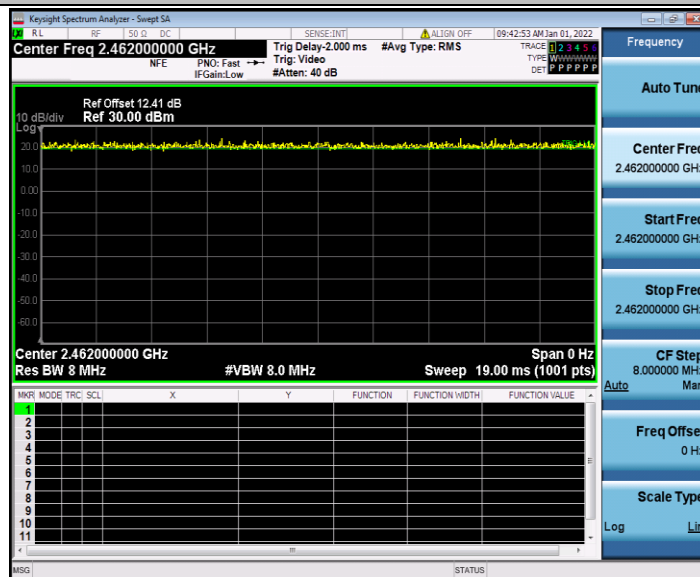 Keysight Spectrum Analyzer - Swept SA
RL RF 50 Ω DC SENSE:INT ALIGN OFF 09:42:53 AM Jan 01, 2022
Center Freq 2.462000000 GHz
NFE
PNO: Fast
IFGain:Low
Trig Delay-2.000 ms
Trig: Video
#Atten: 40 dB
#Avg Type: RMS
TRACE 1 2 3 4 5 6
TYPE WWWWWW
DET P P P P P P
Ref Offset 12.41 dB
10 dB/div Ref 30.00 dBm
Log
20.0
10.0
0.00
-10.0
-20.0
-30.0
-40.0
-50.0
-60.0
Center 2.462000000 GHz Span 0 Hz
Res BW 8 MHz #VBW 8.0 MHz Sweep 19.00 ms (1001 pts)
MKR MODE TRC SCL X Y FUNCTION FUNCTION WIDTH FUNCTION VALUE
1
2
3
4
5
6
7
8
9
10
11
MSG STATUS
Frequency
Auto Tune
Center Freq
2.462000000 GHz
Start Freq
2.462000000 GHz
Stop Freq
2.462000000 GHz
CF Step
8.000000 MHz
Auto Man
Freq Offset
0 Hz
Scale Type
Log Lin